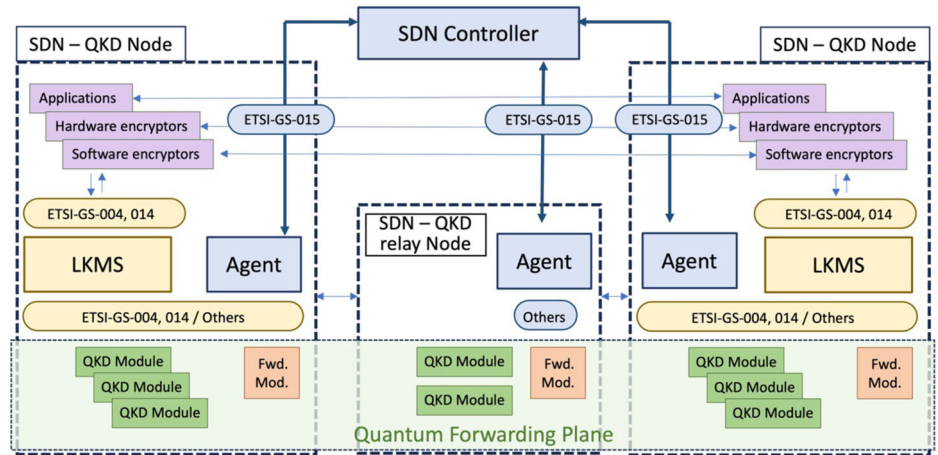 SDN – QKD Node
SDN Controller
SDN – QKD Node
Applications
Hardware encryptors
Software encryptors
ETSI-GS-015
ETSI-GS-015
ETSI-GS-015
Applications
Hardware encryptors
Software encryptors
ETSI-GS-004, 014
LKMS
Agent
ETSI-GS-004, 014 / Others
SDN – QKD
relay Node
Agent
Others
Agent
ETSI-GS-004, 014
LKMS
ETSI-GS-004, 014 / Others
QKD Module
QKD Module
QKD Module
Fwd.
Mod.
QKD Module
QKD Module
Fwd.
Mod.
QKD Module
QKD Module
QKD Module
Fwd.
Mod.
Quantum Forwarding Plane